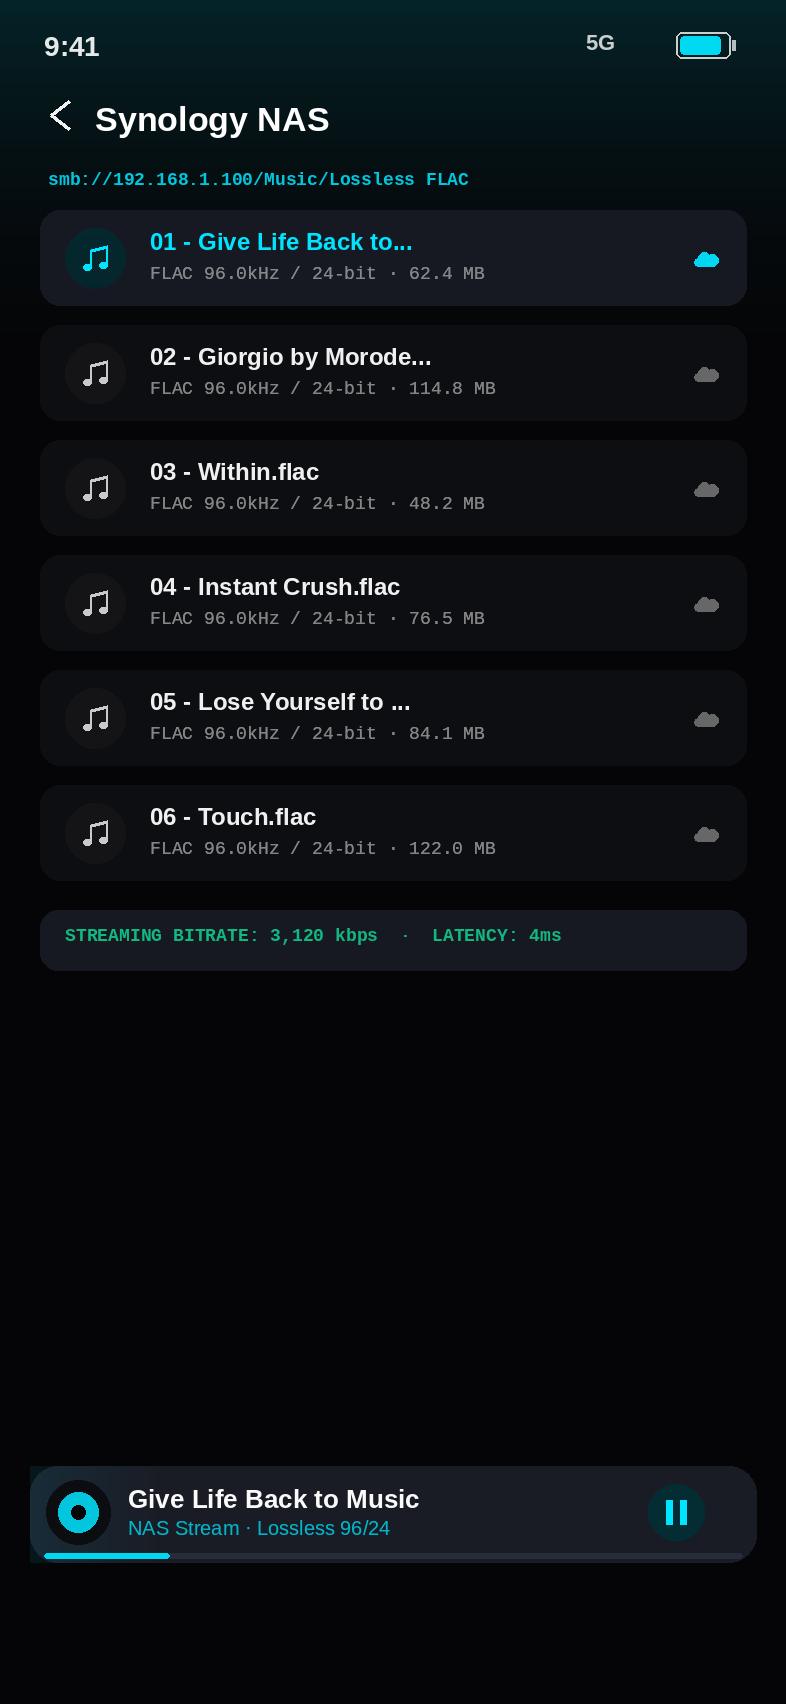 9:41
5G
Synology NAS
smb://192.168.1.100/Music/Lossless FLAC
01 - Give Life Back to...
FLAC 96.0kHz / 24-bit · 62.4 MB
02 - Giorgio by Morode...
FLAC 96.0kHz / 24-bit · 114.8 MB
03 - Within.flac
FLAC 96.0kHz / 24-bit · 48.2 MB
04 - Instant Crush.flac
FLAC 96.0kHz / 24-bit · 76.5 MB
05 - Lose Yourself to ...
FLAC 96.0kHz / 24-bit · 84.1 MB
06 - Touch.flac
FLAC 96.0kHz / 24-bit · 122.0 MB
STREAMING BITRATE: 3,120 kbps · LATENCY: 4ms
Give Life Back to Music
NAS Stream · Lossless 96/24